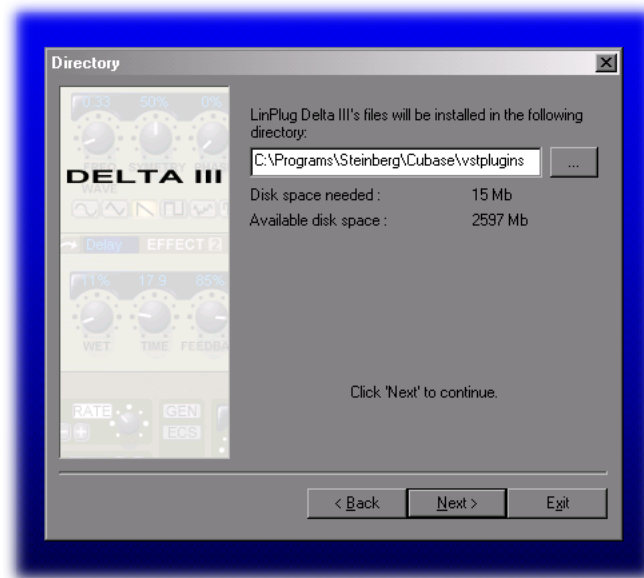 Directory
LinPlug Delta III's files will be installed in the following
directory:
C:\Programs\Steinberg\Cubase\vstplugins
...
Disk space needed :
15 Mb
Available disk space :
2597 Mb
0.33 50% 0%
FREQ SYMETRY PHAS
DELTA III
WAVE
Delay EFFECT 2
11% 17.9 85%
WET TIME FEEDBA
RATE GEN
ECS
Click 'Next' to continue.
< Back
Next >
Exit